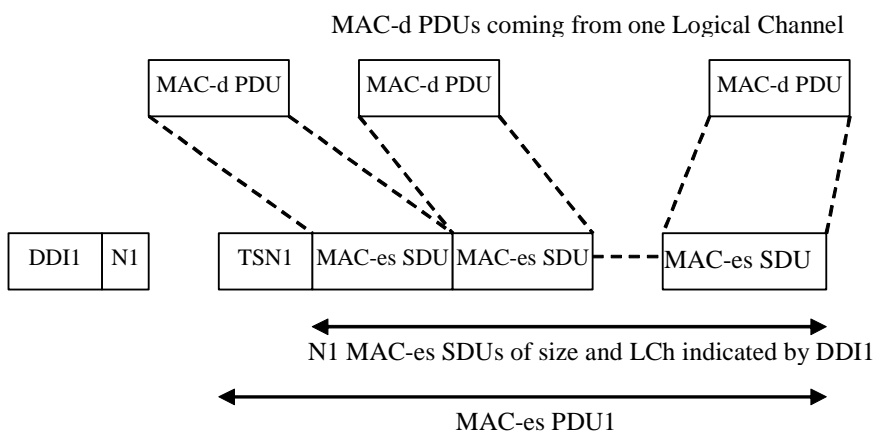 MAC-d PDUs coming from one Logical Channel
MAC-d PDU MAC-d PDU MAC-d PDU
DDI1 N1 TSN1 MAC-es SDU MAC-es SDU MAC-es SDU
N1 MAC-es SDUs of size and LCh indicated by DDI1
MAC-es PDU1